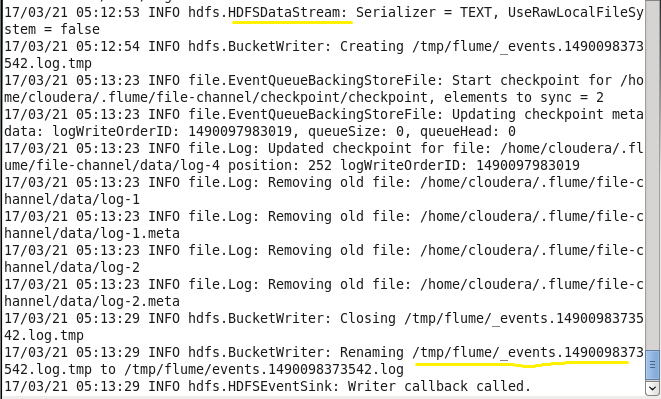 17/03/21 05:12:53 INFO hdfs.HDFSDataStream: Serializer = TEXT, UseRawLocalFileSy
stem = false
17/03/21 05:12:54 INFO hdfs.BucketWriter: Creating /tmp/flume/_events.1490098373
542.log.tmp
17/03/21 05:13:23 INFO file.EventQueueBackingStoreFile: Start checkpoint for /ho
me/cloudera/.flume/file-channel/checkpoint/checkpoint, elements to sync = 2
17/03/21 05:13:23 INFO file.EventQueueBackingStoreFile: Updating checkpoint meta
data: logWriteOrderID: 1490097983019, queueSize: 0, queueHead: 0
17/03/21 05:13:23 INFO file.Log: Updated checkpoint for file: /home/cloudera/.fl
ume/file-channel/data/log-4 position: 252 logWriteOrderID: 1490097983019
17/03/21 05:13:23 INFO file.Log: Removing old file: /home/cloudera/.flume/file-c
hannel/data/log-1
17/03/21 05:13:23 INFO file.Log: Removing old file: /home/cloudera/.flume/file-c
hannel/data/log-1.meta
17/03/21 05:13:23 INFO file.Log: Removing old file: /home/cloudera/.flume/file-c
hannel/data/log-2
17/03/21 05:13:23 INFO file.Log: Removing old file: /home/cloudera/.flume/file-c
hannel/data/log-2.meta
17/03/21 05:13:29 INFO hdfs.BucketWriter: Closing /tmp/flume/_events.14900983735
42.log.tmp
17/03/21 05:13:29 INFO hdfs.BucketWriter: Renaming /tmp/flume/_events.1490098373
542.log.tmp to /tmp/flume/events.1490098373542.log
17/03/21 05:13:29 INFO hdfs.HDFSEventSink: Writer callback called.